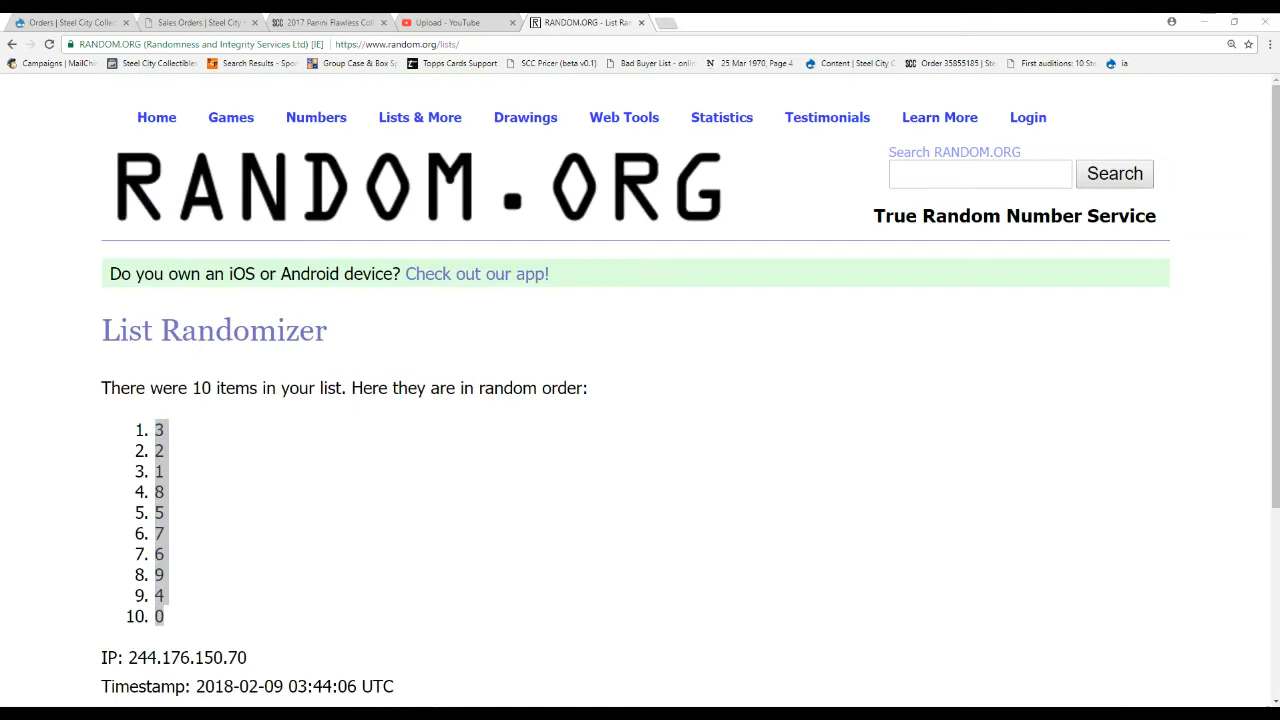 Orders | Steel City Collec
Sales Orders | Steel City
SCC 2017 Panini Flawless Coll
Upload - YouTube
RANDOM.ORG - List Ran
RANDOM.ORG (Randomness and Integrity Services Ltd) [IE]
https://www.random.org/lists/
Campaigns | MailChi
Steel City Collectibles
Search Results - Spo
Group Case & Box Sp
Topps Cards Support
SCC Pricer (beta v0.1)
Bad Buyer List - onlin
25 Mar 1970, Page 4
Content | Steel City C
SCC Order 35855185 | Ste
First auditions: 10 Ste
ia
Home Games Numbers Lists & More Drawings Web Tools Statistics Testimonials Learn More Login
RANDOM.ORG
Search RANDOM.ORG
Search
True Random Number Service
Do you own an iOS or Android device? Check out our app!
List Randomizer
There were 10 items in your list. Here they are in random order:
1. 3
2. 2
3. 1
4. 8
5. 5
6. 7
7. 6
8. 9
9. 4
10. 0
IP: 244.176.150.70
Timestamp: 2018-02-09 03:44:06 UTC